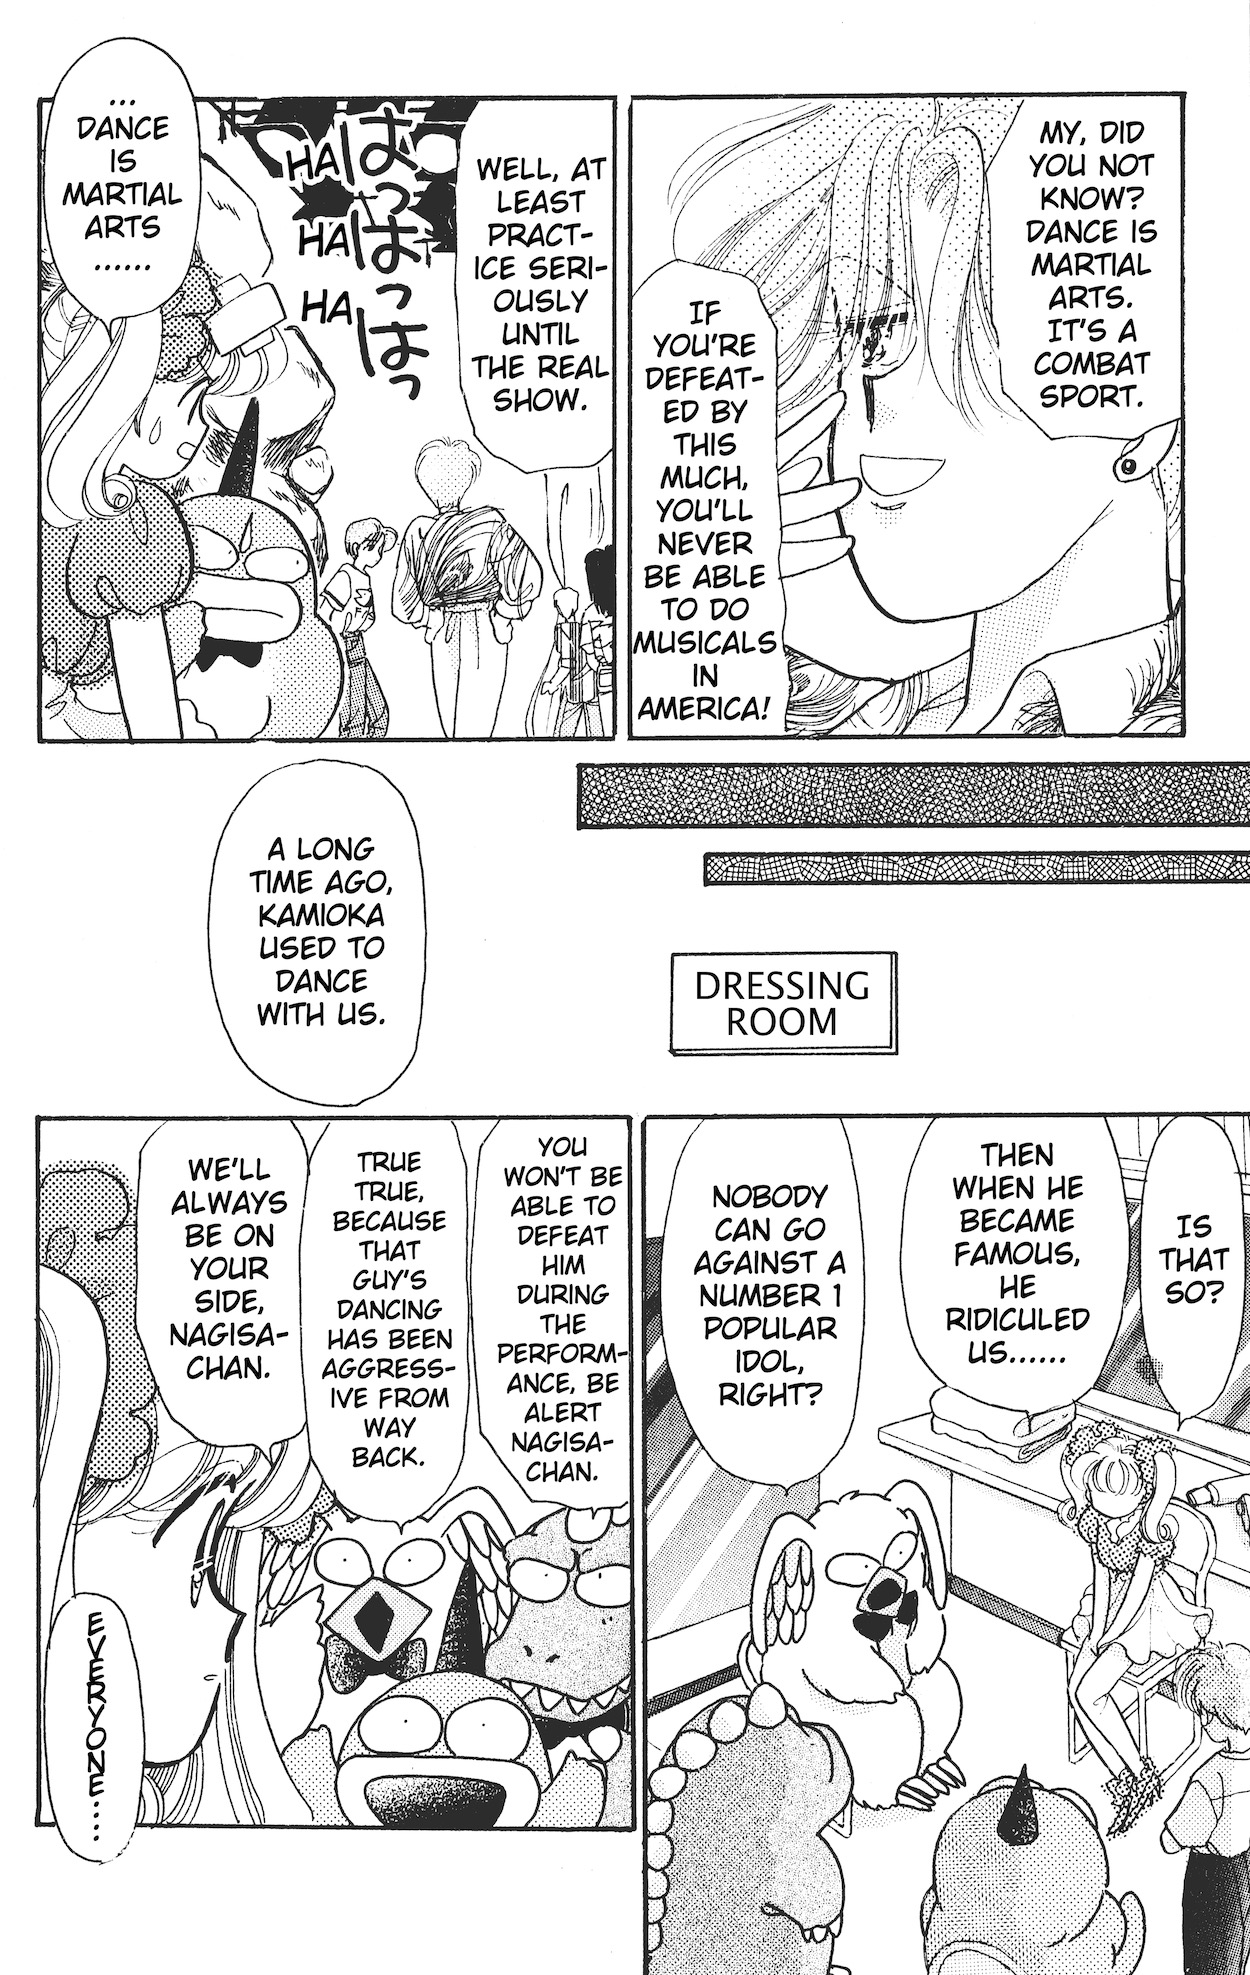 MY, DID
YOU NOT
KNOW?
DANCE IS
MARTIAL
ARTS.
IT'S A
COMBAT
SPORT.
IF
YOU'RE
DEFEAT-
ED BY
THIS
MUCH,
YOU'LL
NEVER
BE ABLE
TO DO
MUSICALS
IN
AMERICA!
WELL, AT
LEAST
PRACT-
ICE SERI-
OUSLY
UNTIL
THE REAL
SHOW.
はっはっはっ
HA
HA
HA
...
DANCE
IS
MARTIAL
ARTS
......
DRESSING
ROOM
A LONG
TIME AGO,
KAMIOKA
USED TO
DANCE
WITH US.
IS
THAT
SO?
THEN
WHEN HE
BECAME
FAMOUS,
HE
RIDICULED
US......
NOBODY
CAN GO
AGAINST A
NUMBER 1
POPULAR
IDOL,
RIGHT?
YOU
WON'T BE
ABLE TO
DEFEAT
HIM
DURING
THE
PERFORM-
ANCE, BE
ALERT
NAGISA-
CHAN.
TRUE
TRUE,
BECAUSE
THAT
GUY'S
DANCING
HAS BEEN
AGGRESS-
IVE FROM
WAY
BACK.
WE'LL
ALWAYS
BE ON
YOUR
SIDE,
NAGISA-
CHAN.
EVERYONE.....